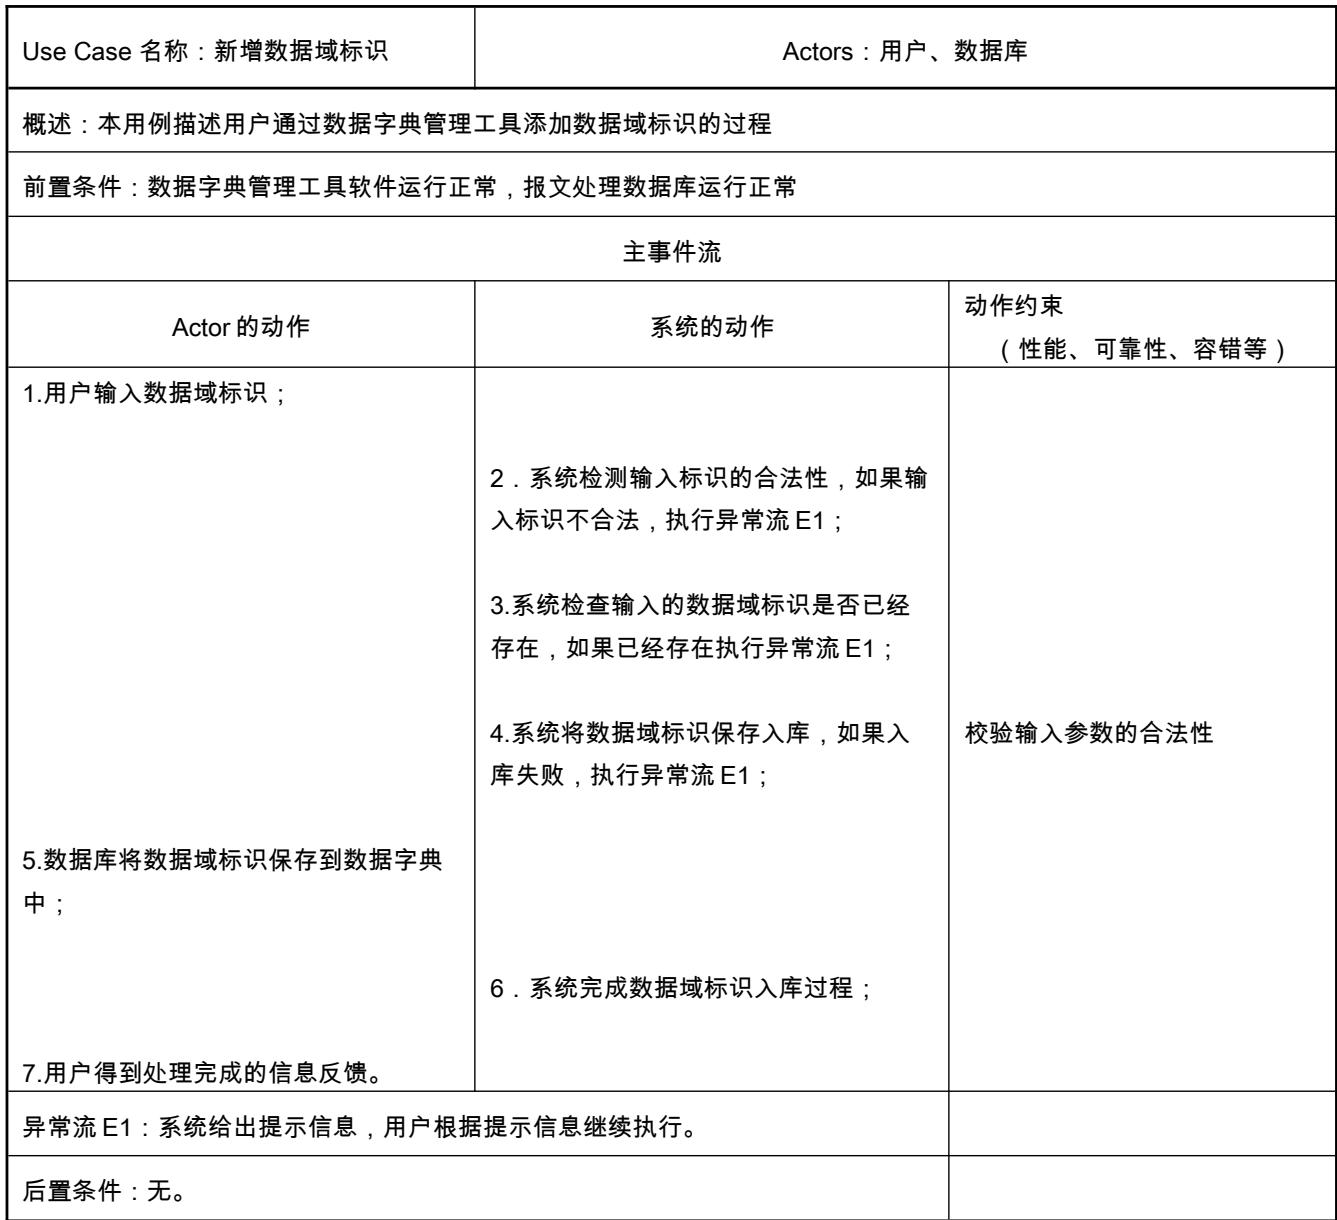 Use Case 名称：新增数据域标识
Actors：用户、数据库
概述：本用例描述用户通过数据字典管理工具添加数据域标识的过程
前置条件：数据字典管理工具软件运行正常，报文处理数据库运行正常
主事件流
Actor 的动作
系统的动作
动作约束
（性能、可靠性、容错等）
1.用户输入数据域标识；
2．系统检测输入标识的合法性，如果输
入标识不合法，执行异常流 E1；
3.系统检查输入的数据域标识是否已经
存在，如果已经存在执行异常流 E1；
4.系统将数据域标识保存入库，如果入
库失败，执行异常流 E1；
校验输入参数的合法性
5.数据库将数据域标识保存到数据字典
中；
6．系统完成数据域标识入库过程；
7.用户得到处理完成的信息反馈。
异常流 E1：系统给出提示信息，用户根据提示信息继续执行。
后置条件：无。